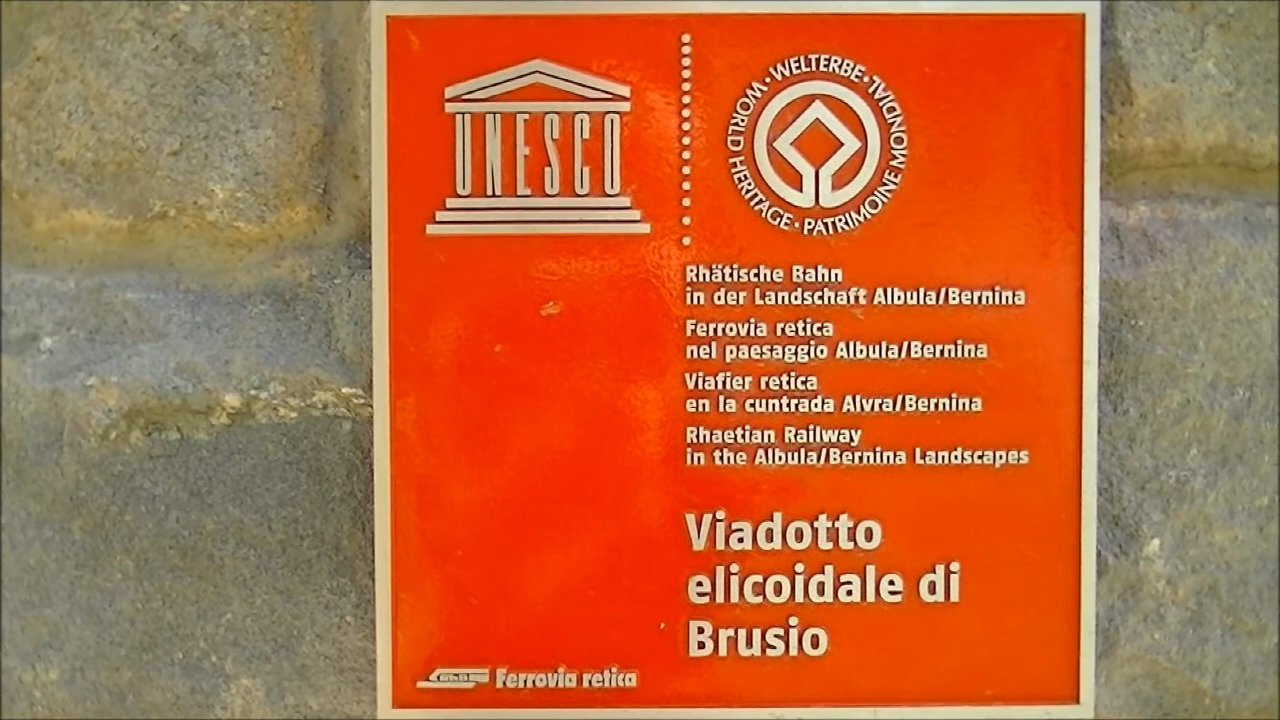 UNESCO
WORLD HERITAGE · WELTERBE · MONDIAL · PATRIMOINE
Rhätische Bahn
in der Landschaft Albula/Bernina
Ferrovia retica
nel paesaggio Albula/Bernina
Viafier retica
en la cuntrada Alvra/Bernina
Rhaetian Railway
in the Albula/Bernina Landscapes
Viadotto
elicoidale di
Brusio
RhB Ferrovia retica